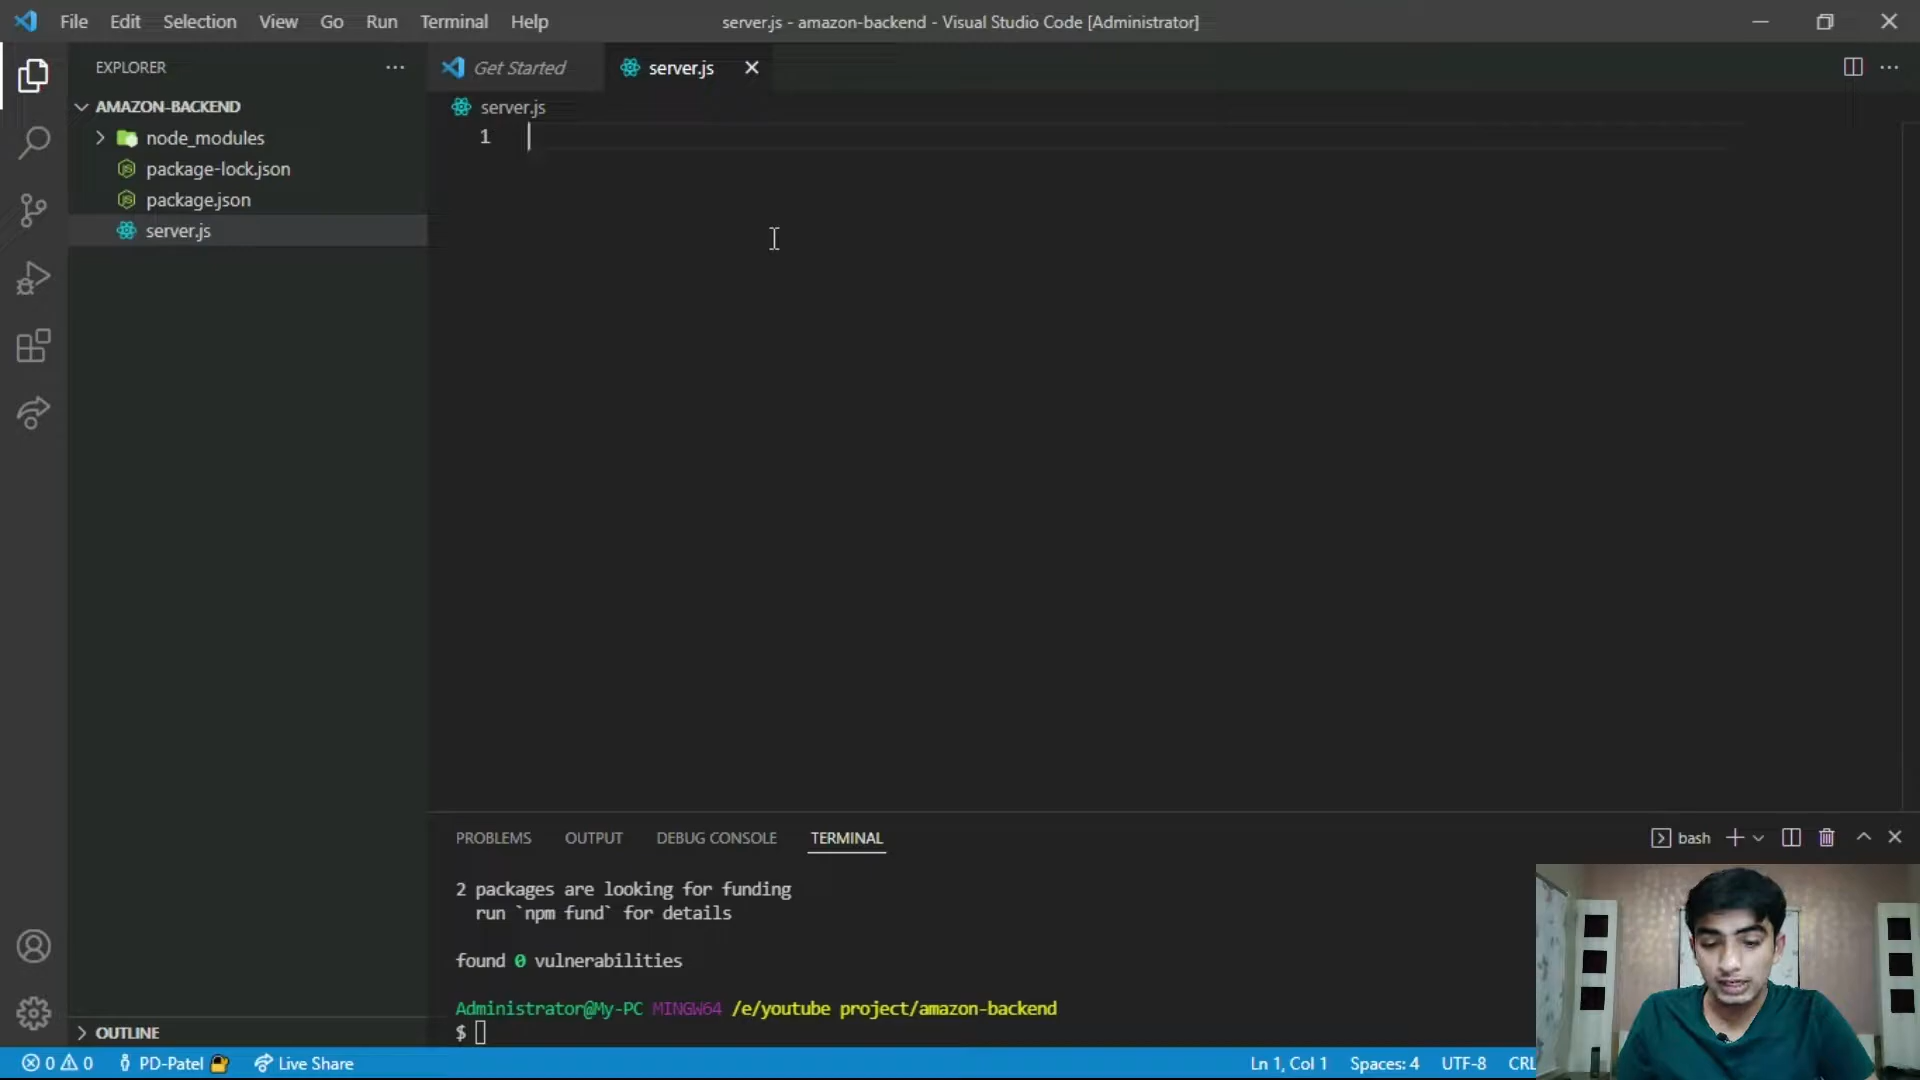 File Edit Selection View Go Run Terminal Help
server.js - amazon-backend - Visual Studio Code [Administrator]
EXPLORER
Get Started
server.js
AMAZON-BACKEND
server.js
node_modules
1
package-lock.json
package.json
server.js
PROBLEMS OUTPUT DEBUG CONSOLE TERMINAL
bash
2 packages are looking for funding
run `npm fund` for details
found 0 vulnerabilities
Administrator@My-PC MINGW64 /e/youtube project/amazon-backend
$
OUTLINE
0 0 PD-Patel Live Share
Ln 1, Col 1 Spaces: 4 UTF-8 CRL